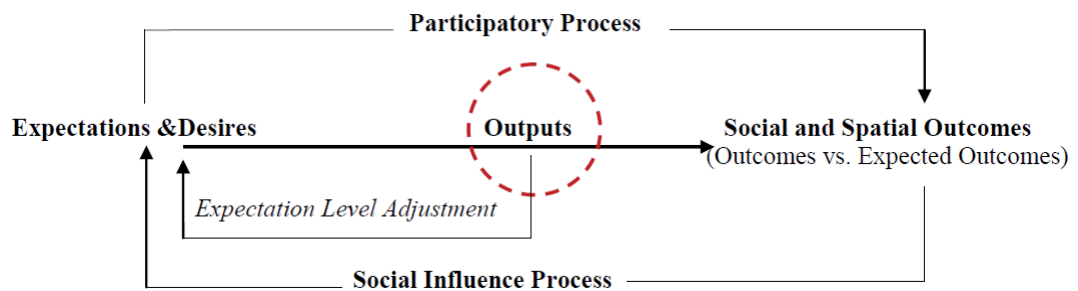 Participatory Process
Expectations &Desires
Outputs
Social and Spatial Outcomes
(Outcomes vs. Expected Outcomes)
Expectation Level Adjustment
Social Influence Process